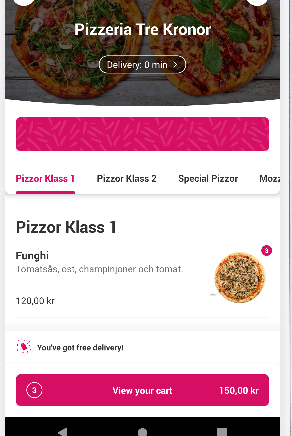 Pizzeria Tre Kronor
Delivery: 0 min
Pizzor Klass 1 Pizzor Klass 2 Special Pizzor Mozz
Pizzor Klass 1
Funghi
3
Tomatsås, ost, champinjoner och tomat.
120,00 kr
You've got free delivery!
3 View your cart 150,00 kr